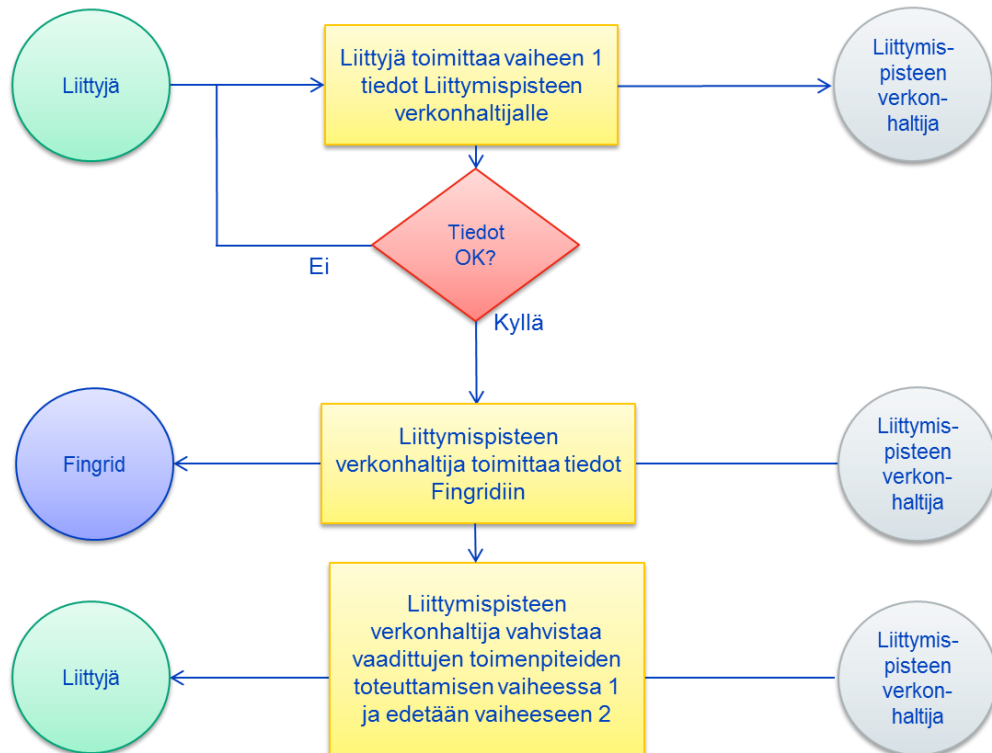 Liittyjä
Liittyjä toimittaa vaiheen 1
tiedot Liittymispisteen
verkonhaltijalle
Liittymis-
pisteen
verkon-
haltija
Tiedot
OK?
Ei
Kyllä
Fingrid
Liittymispisteen
verkonhaltija toimittaa tiedot
Fingridiin
Liittymis-
pisteen
verkon-
haltija
Liittyjä
Liittymispisteen
verkonhaltija vahvistaa
vaadittujen toimenpiteiden
toteuttamisen vaiheessa 1
ja edetään vaiheeseen 2
Liittymis-
pisteen
verkon-
haltija